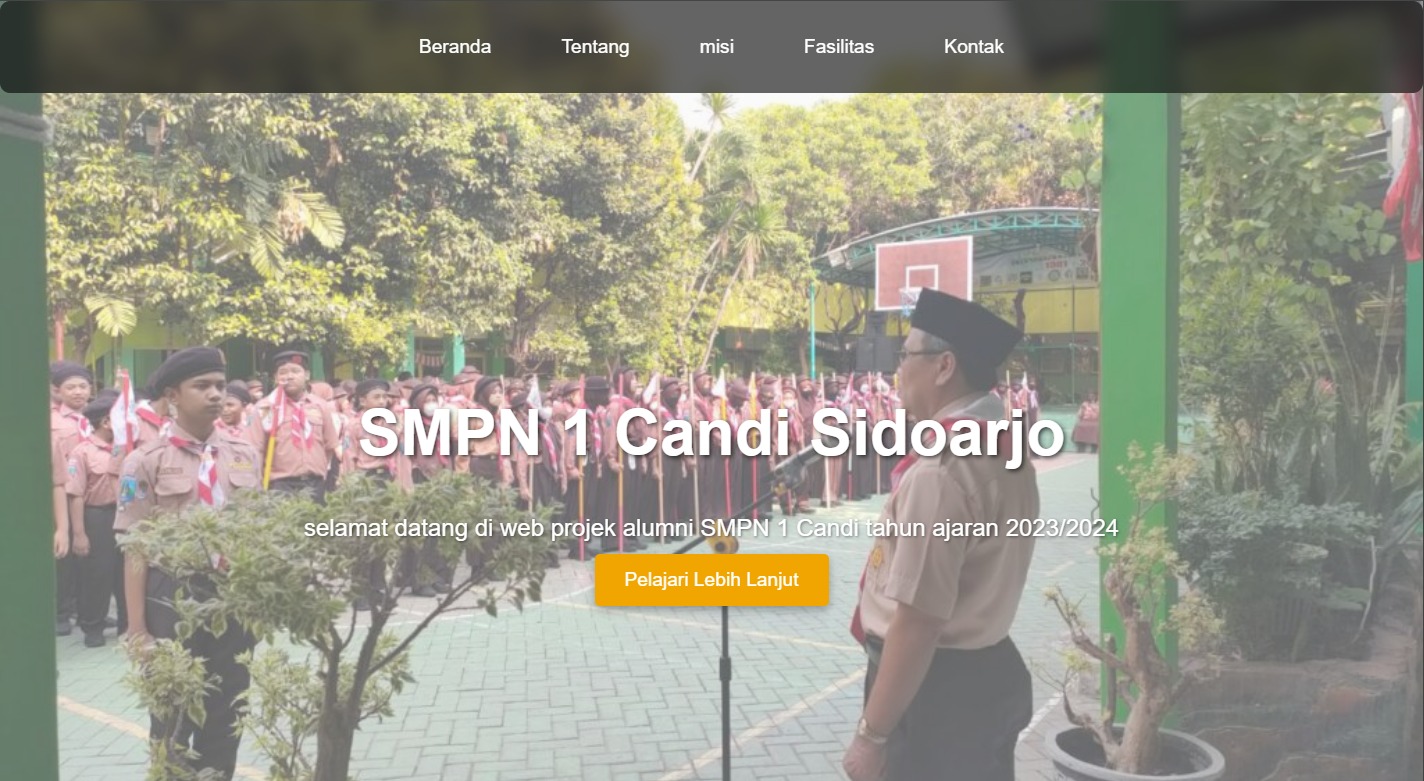 Beranda Tentang misi Fasilitas Kontak
SMPN 1 Candi Sidoarjo
selamat datang di web projek alumni SMPN 1 Candi tahun ajaran 2023/2024
Pelajari Lebih Lanjut